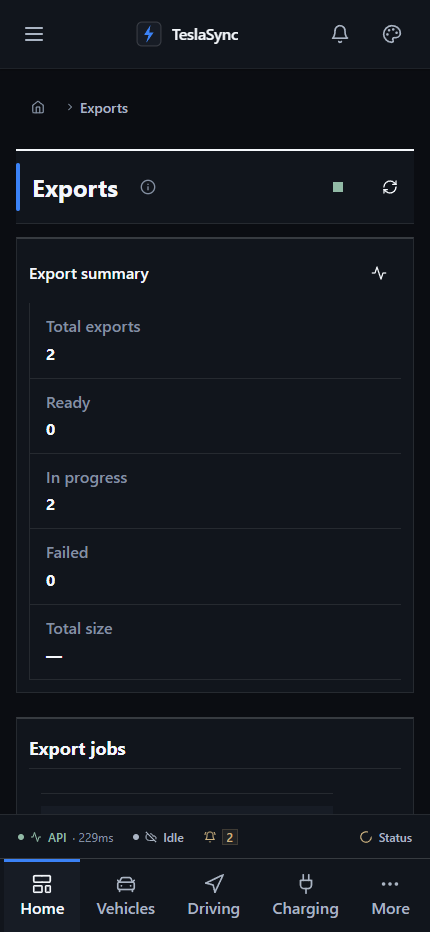 TeslaSync
Exports
Exports
Export summary
Total exports
2
Ready
0
In progress
2
Failed
0
Total size
—
Export jobs
API · 229ms
Idle
2
Status
Home
Vehicles
Driving
Charging
More